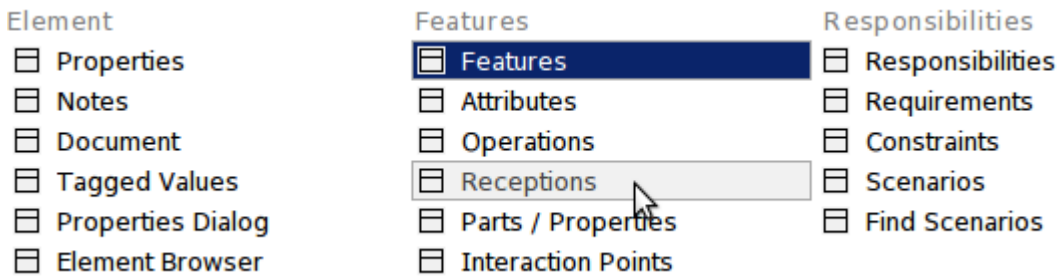 Element
Properties
Notes
Document
Tagged Values
Properties Dialog
Element Browser
Features
Features
Attributes
Operations
Receptions
Parts / Properties
Interaction Points
Responsibilities
Responsibilities
Requirements
Constraints
Scenarios
Find Scenarios